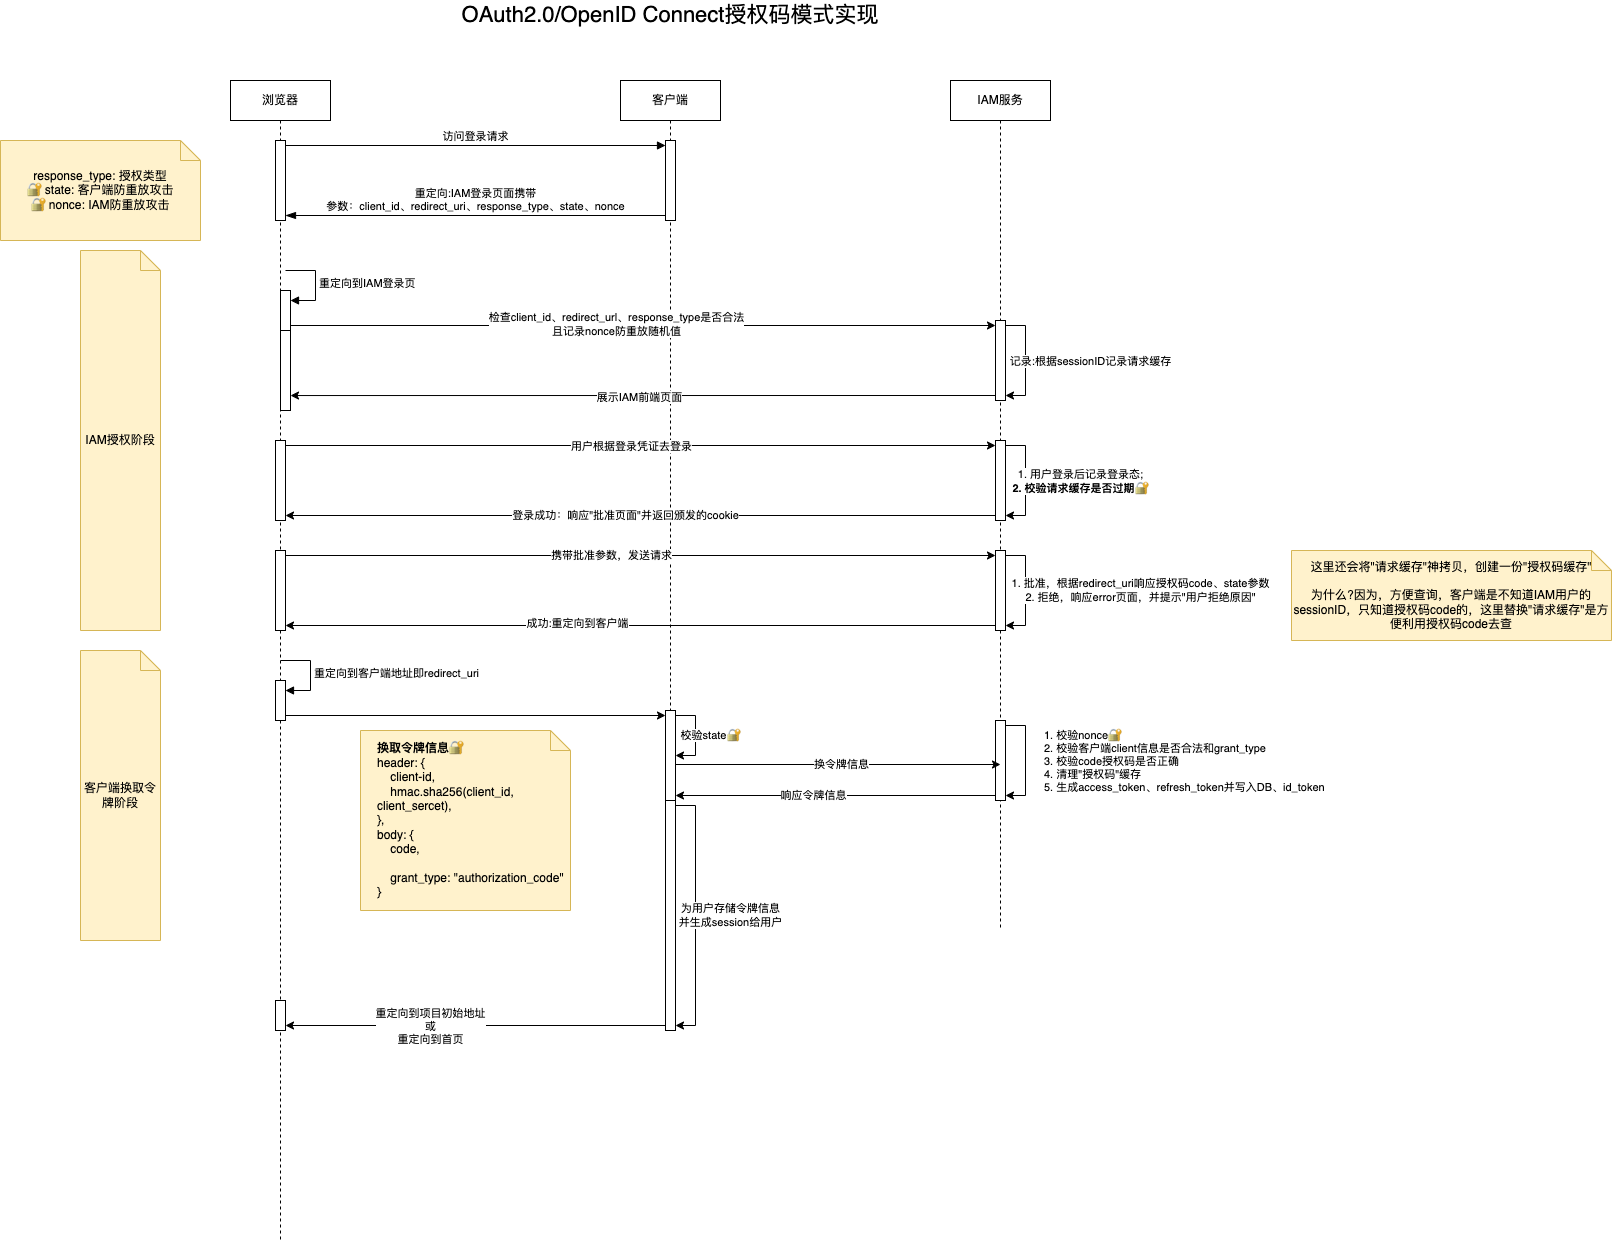 OAuth2.0/OpenID Connect授权码模式实现
浏览器
客户端
IAM服务
访问登录请求
response_type: 授权类型
🔐 state: 客户端防重放攻击
🔐 nonce: IAM防重放攻击
重定向:IAM登录页面携带
参数：client_id、redirect_uri、response_type、state、nonce
IAM授权阶段
重定向到IAM登录页
检查client_id、redirect_url、response_type是否合法
且记录nonce防重放随机值
记录:根据sessionID记录请求缓存
展示IAM前端页面
用户根据登录凭证去登录
1. 用户登录后记录登录态;
2. 校验请求缓存是否过期🔐
登录成功：响应"批准页面"并返回颁发的cookie
携带批准参数，发送请求
1. 批准，根据redirect_uri响应授权码code、state参数
2. 拒绝，响应error页面，并提示"用户拒绝原因"
这里还会将"请求缓存"神拷贝，创建一份"授权码缓存"
为什么?因为，方便查询，客户端是不知道IAM用户的
sessionID，只知道授权码code的，这里替换"请求缓存"是方
便利用授权码code去查
成功:重定向到客户端
客户端换取令
牌阶段
重定向到客户端地址即redirect_uri
校验state🔐
换取令牌信息🔐
header: {
client-id,
hmac.sha256(client_id,
client_sercet),
},
body: {
code,
grant_type: "authorization_code"
}
换令牌信息
1. 校验nonce🔐
2. 校验客户端client信息是否合法和grant_type
3. 校验code授权码是否正确
4. 清理"授权码"缓存
5. 生成access_token、refresh_token并写入DB、id_token
响应令牌信息
为用户存储令牌信息
并生成session给用户
重定向到项目初始地址
或
重定向到首页